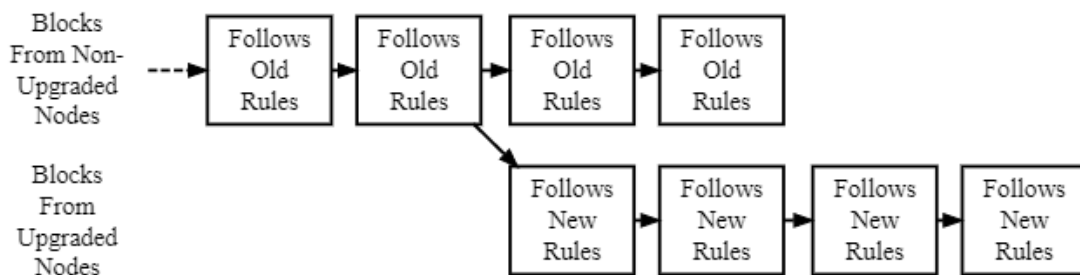 Blocks
From Non-
Upgraded
Nodes
Follows
Old
Rules
Follows
Old
Rules
Follows
Old
Rules
Follows
Old
Rules
Blocks
From
Upgraded
Nodes
Follows
New
Rules
Follows
New
Rules
Follows
New
Rules
Follows
New
Rules